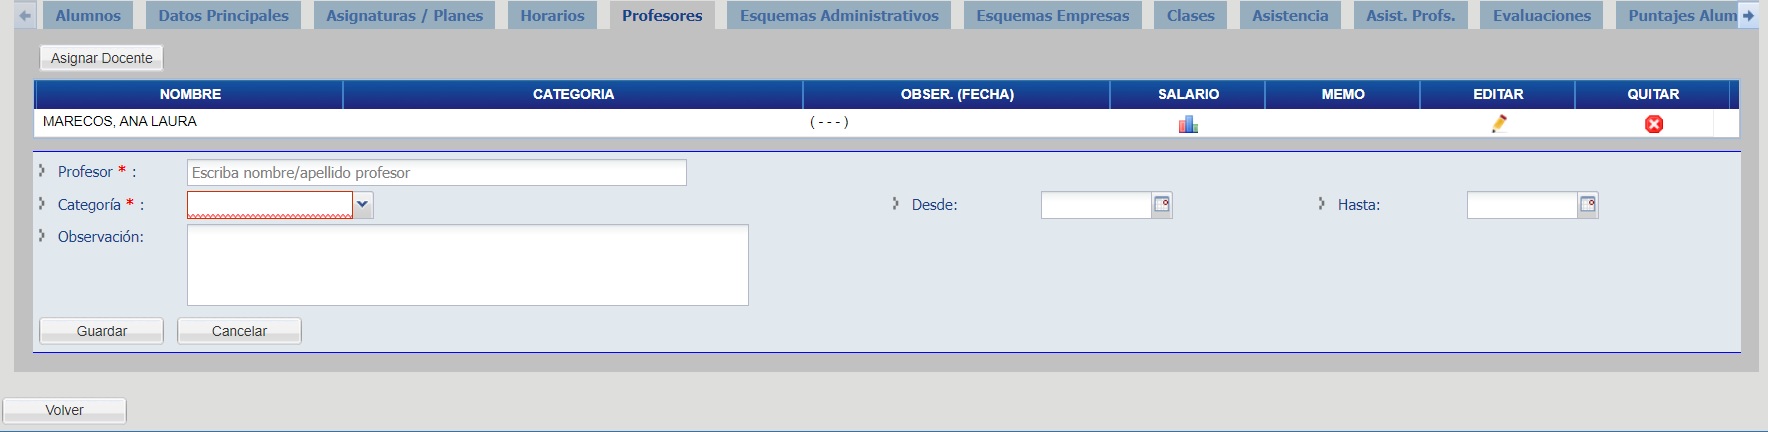 Alumnos Datos Principales Asignaturas / Planes Horarios Profesores Esquemas Administrativos Esquemas Empresas Clases Asistencia Asist. Profs. Evaluaciones Puntajes Alum
Asignar Docente
NOMBRE CATEGORIA OBSER. (FECHA) SALARIO MEMO EDITAR QUITAR
MARECOS, ANA LAURA ( - - - )
Profesor * : Escriba nombre/apellido profesor
Categoría * : Desde: Hasta:
Observación:
Guardar Cancelar
Volver